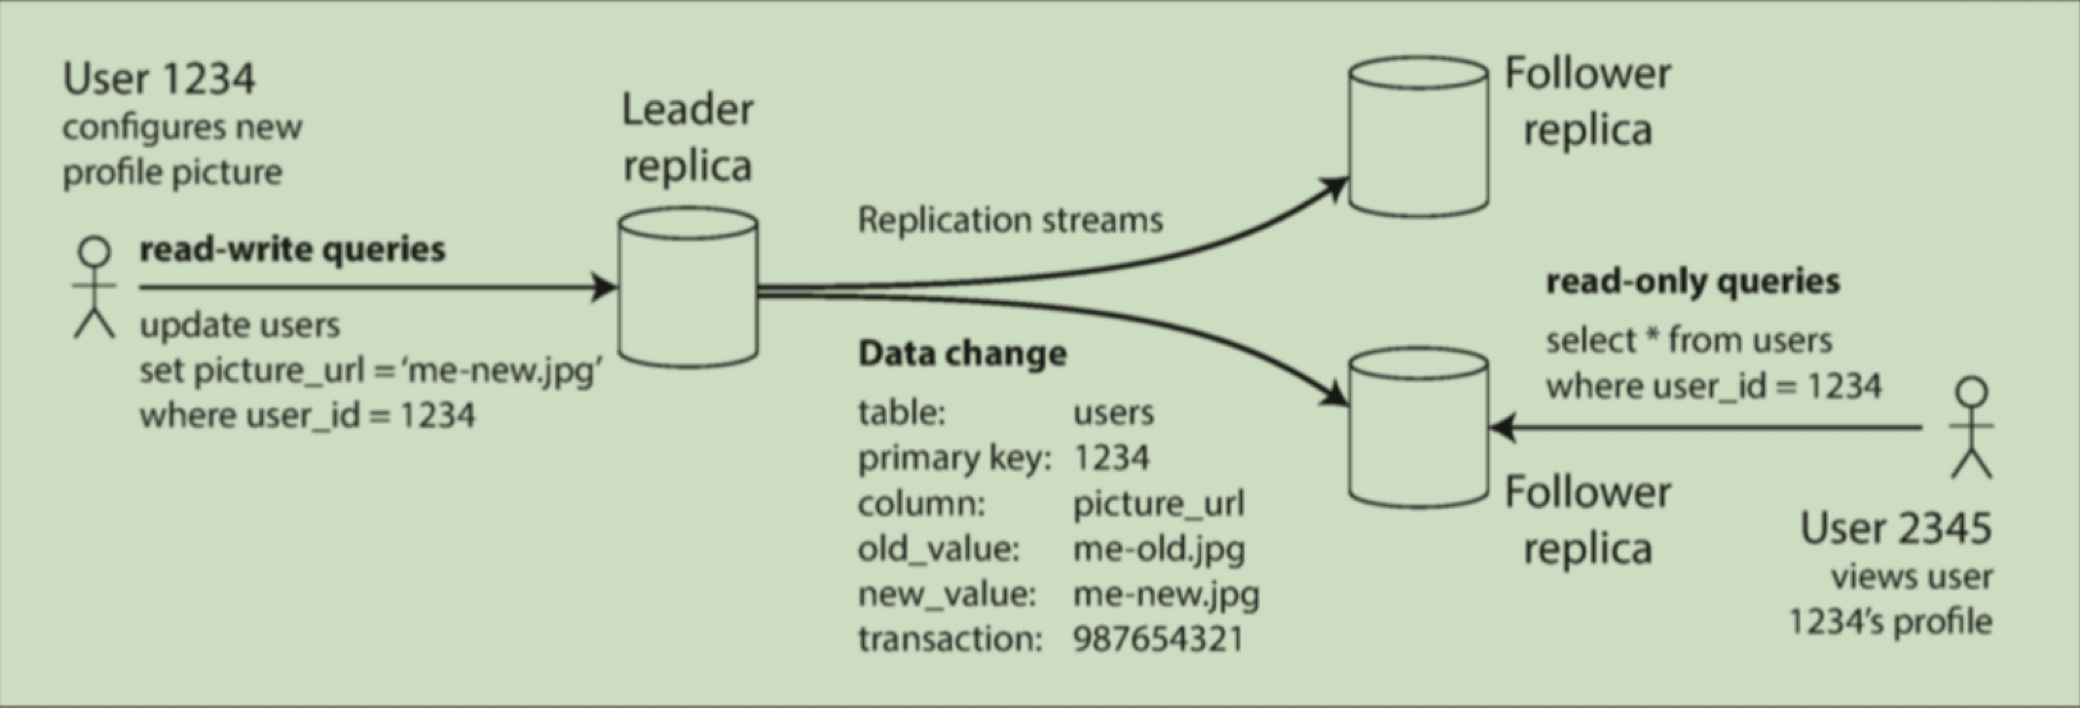 User 1234
configures new
profile picture
read-write queries
update users
set picture_url = ‘me-new.jpg’
where user_id = 1234
Leader
replica
Replication streams
Data change
table: users
primary key: 1234
column: picture_url
old_value: me-old.jpg
new_value: me-new.jpg
transaction: 987654321
Follower
replica
read-only queries
select * from users
where user_id = 1234
Follower
replica
User 2345
views user
1234’s profile